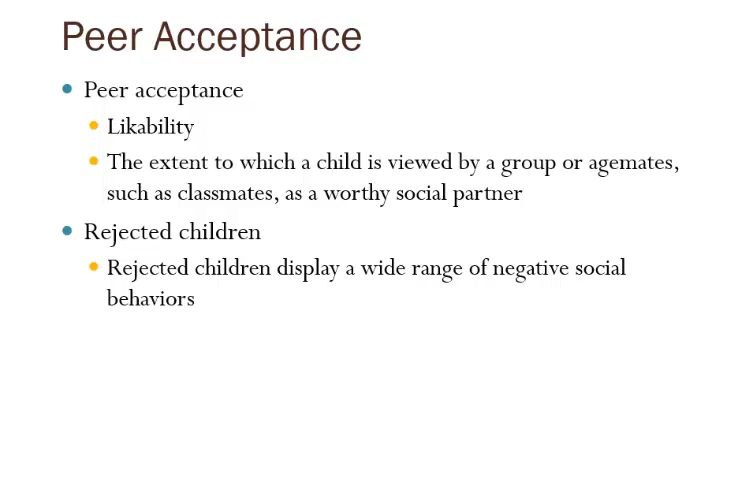 Peer Acceptance
Peer acceptance
Likability
The extent to which a child is viewed by a group or agemates,
such as classmates, as a worthy social partner
Rejected children
Rejected children display a wide range of negative social
behaviors